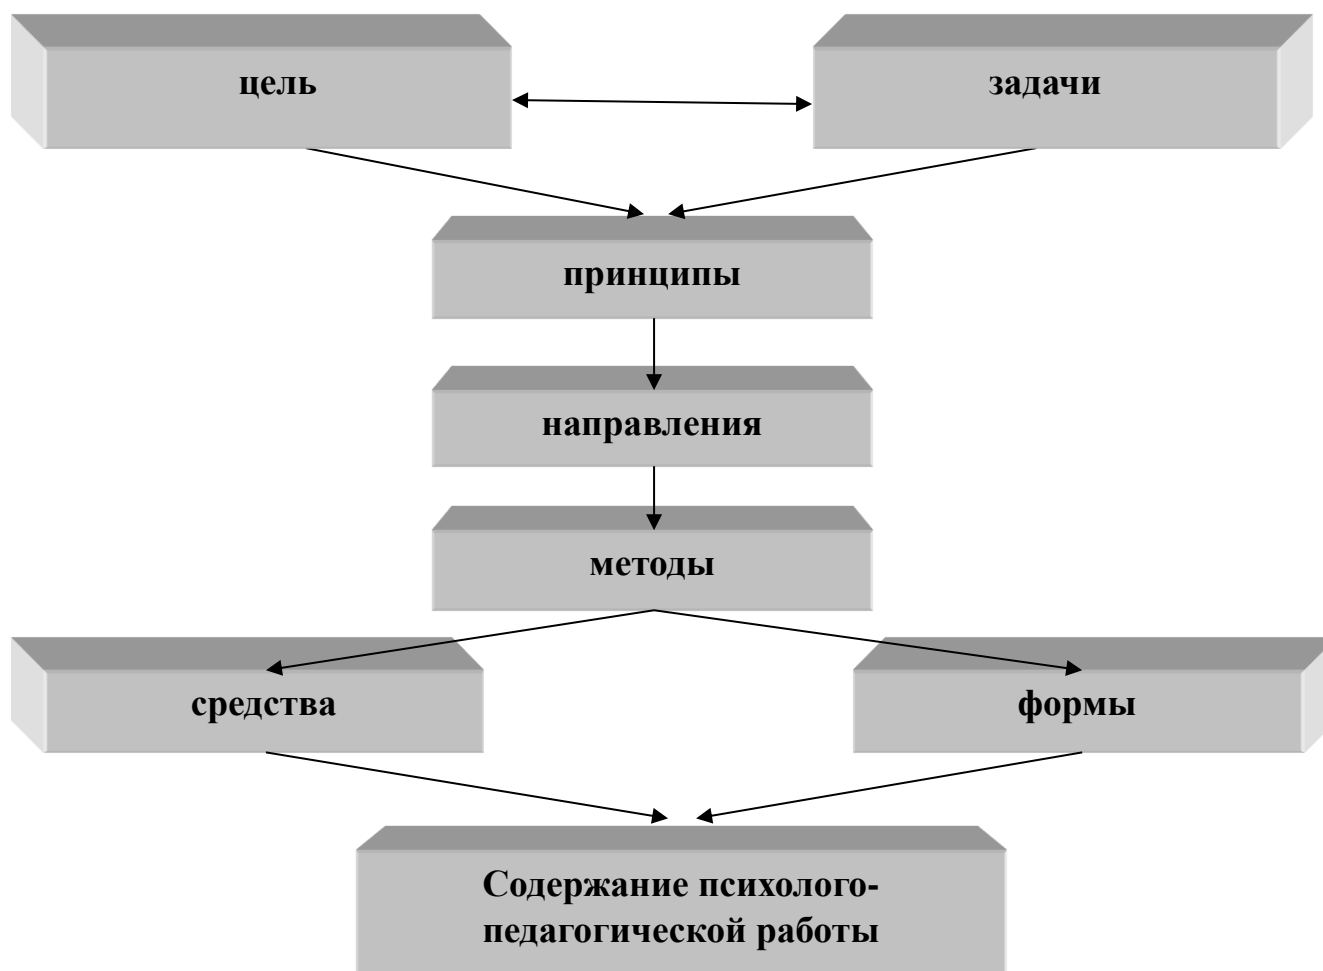 цель
задачи
принципы
направления
методы
средства
формы
Содержание психолого-
педагогической работы